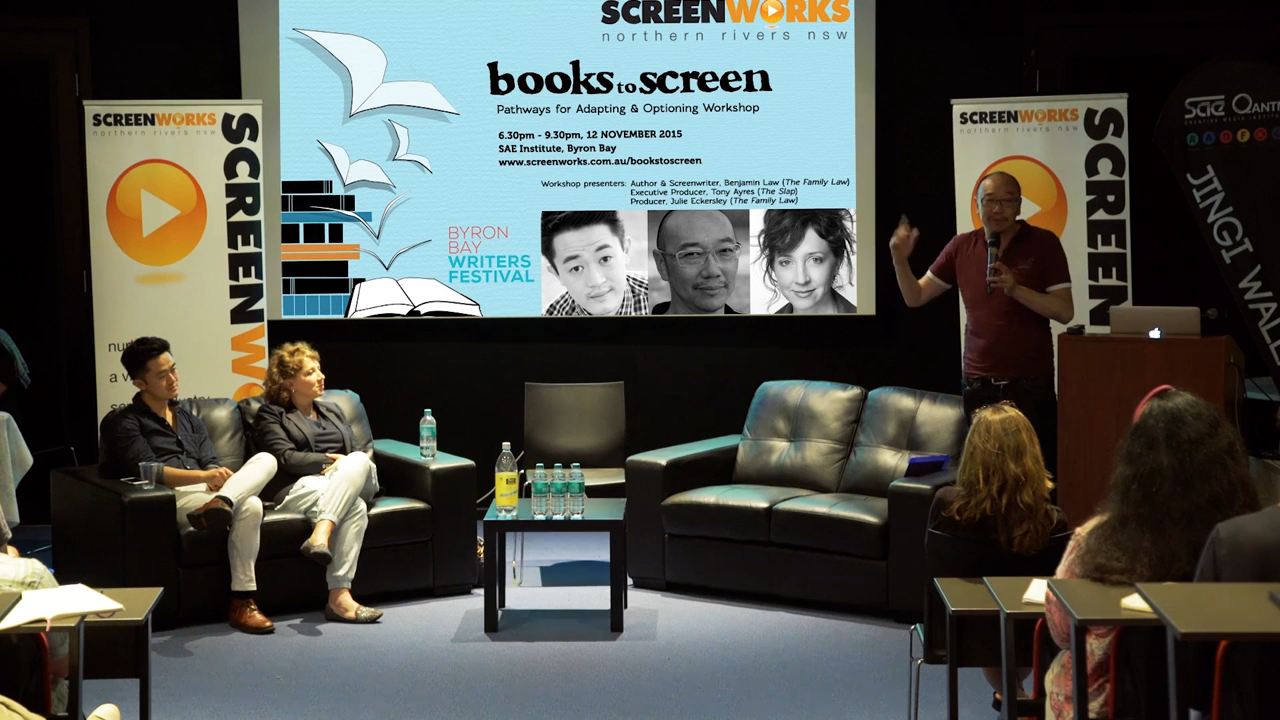 SCREENWORKS
northern rivers nsw
books to screen
Pathways for Adapting & Optioning Workshop
6.30pm - 9.30pm, 12 NOVEMBER 2015
SAE Institute, Byron Bay
www.screenworks.com.au/bookstoscreen
Workshop presenters: Author & Screenwriter, Benjamin Law (The Family Law)
Executive Producer, Tony Ayres (The Slap)
Producer, Julie Eckersley (The Family Law)
BYRON
BAY
WRITERS
FESTIVAL
SCREENWORKS
northern rivers nsw
SCREENW
a
SCREENWORKS
northern rivers nsw
SCREEN
sae
JINGI WALL